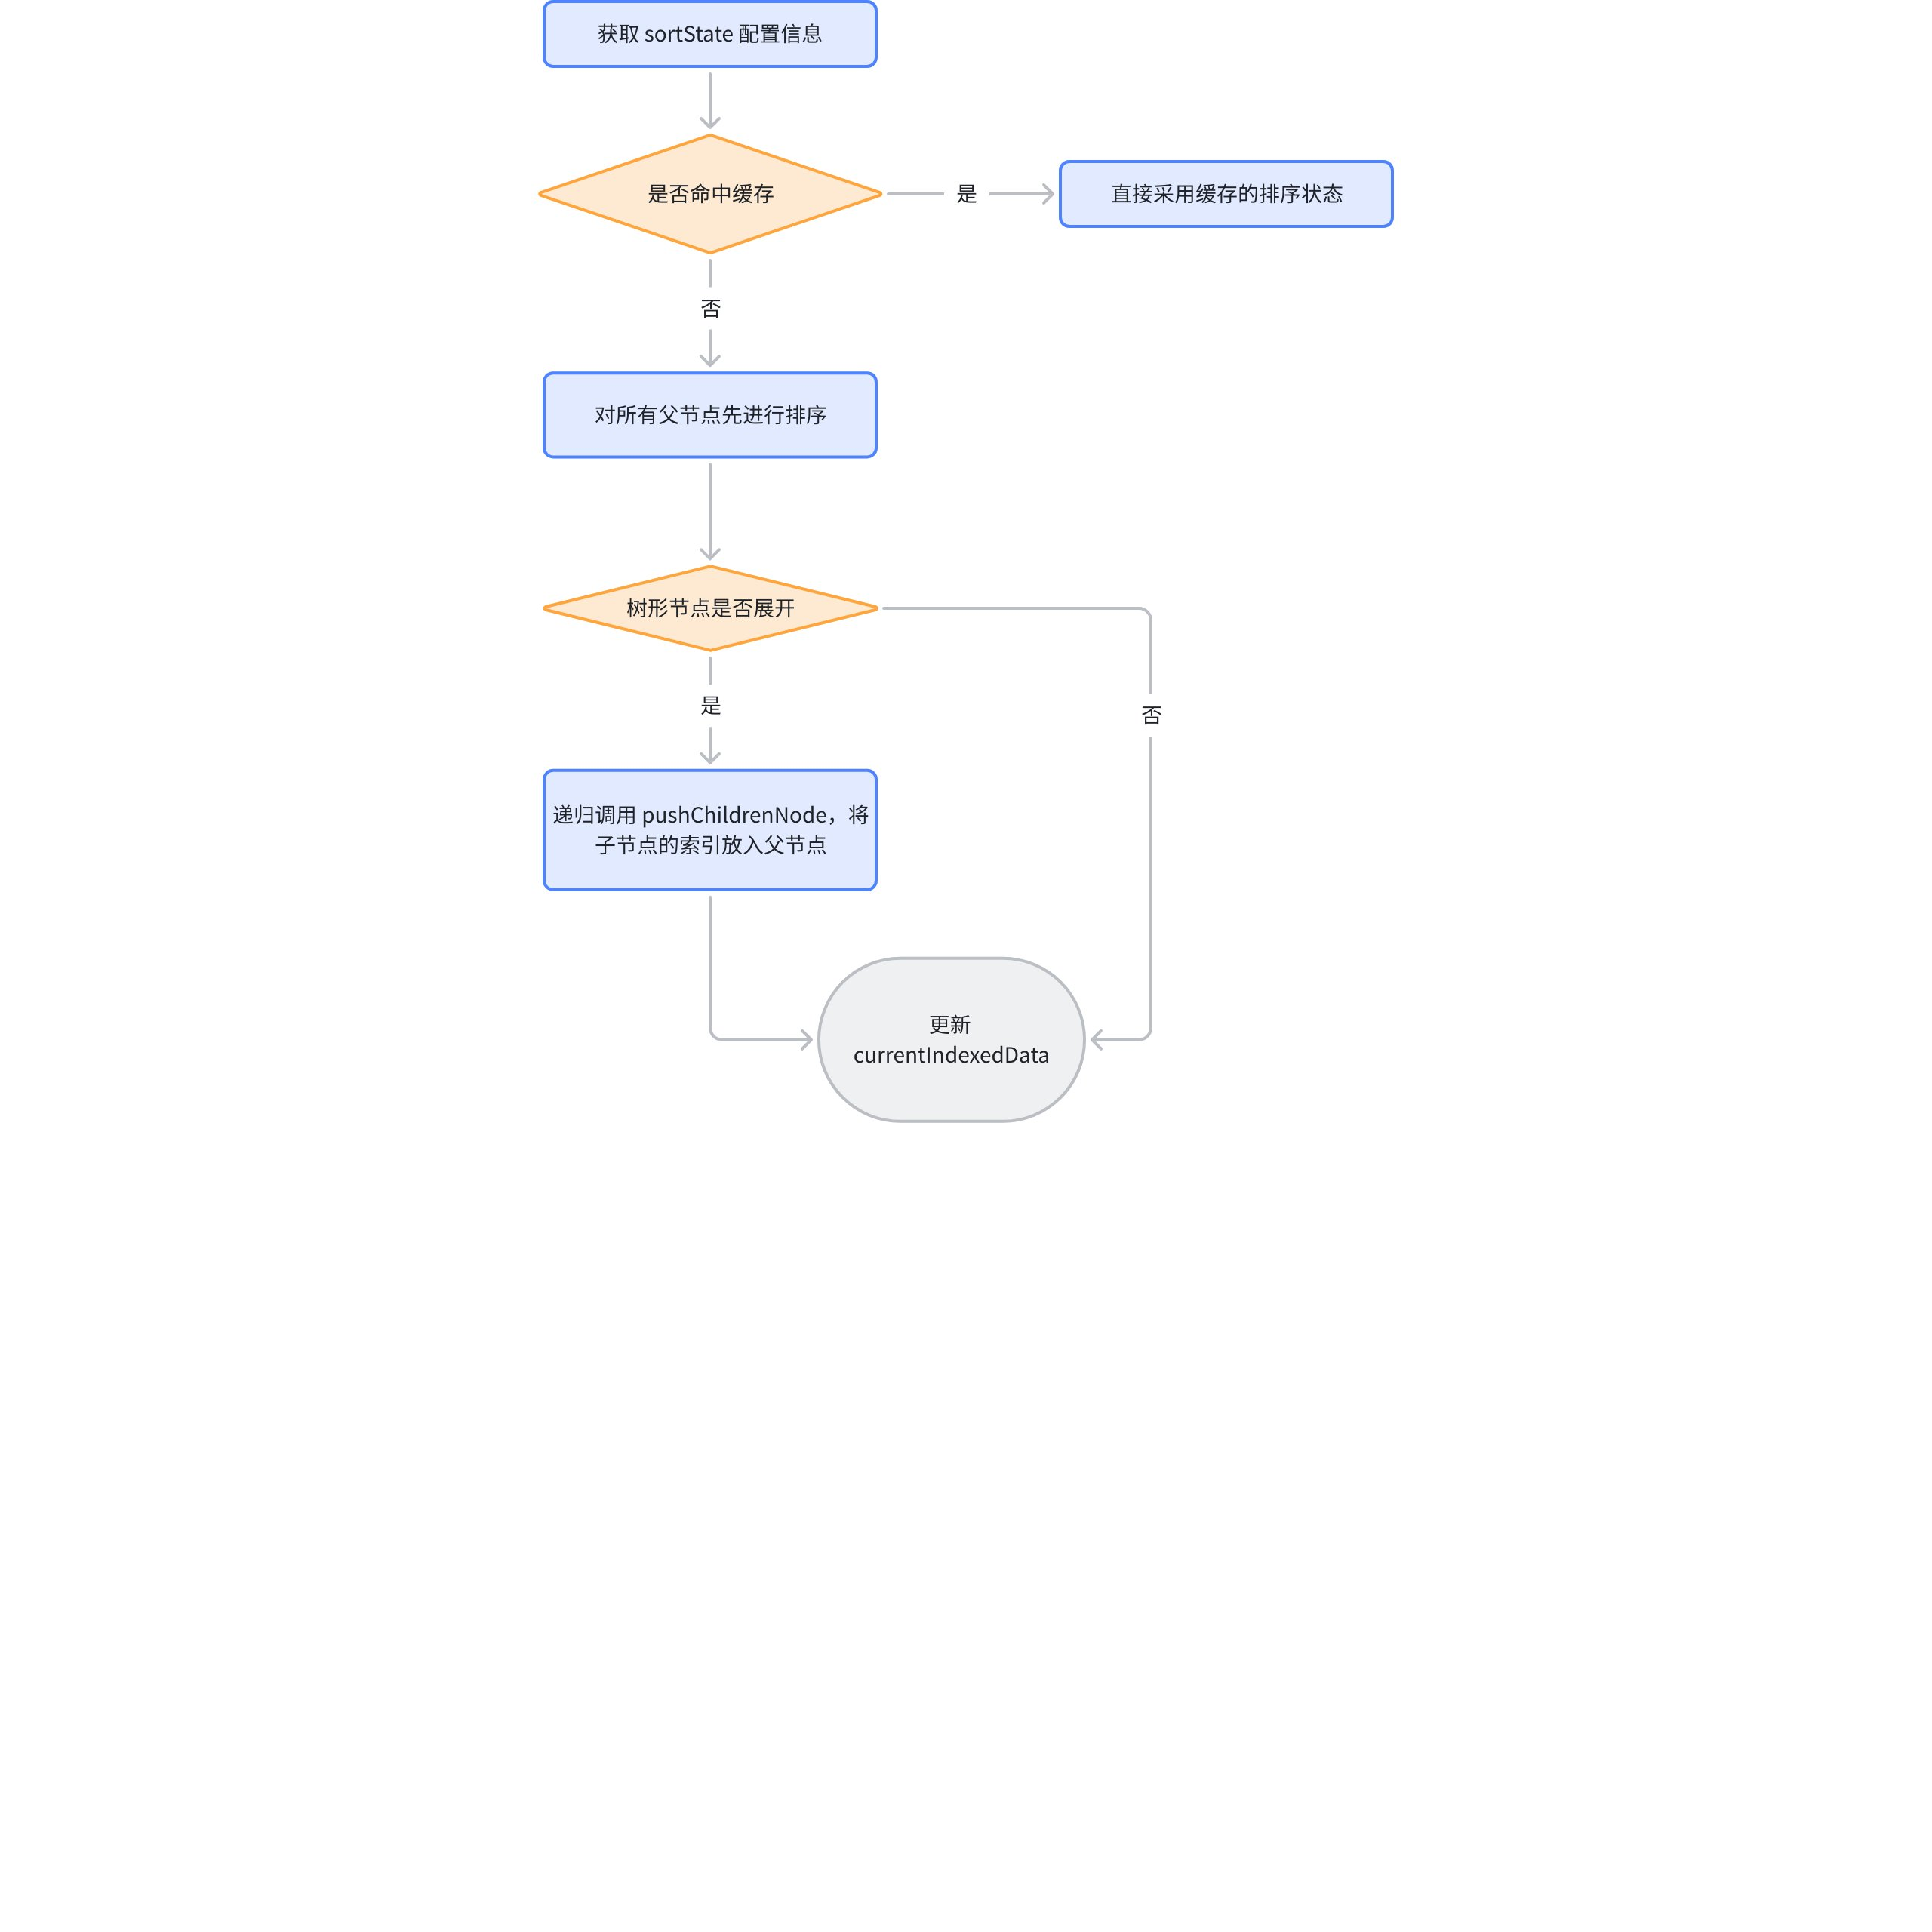 获取 sortState 配置信息
是否命中缓存
是
直接采用缓存的排序状态
否
对所有父节点先进行排序
树形节点是否展开
是
否
递归调用 pushChildrenNode，将
子节点的索引放入父节点
更新
currentIndexedData